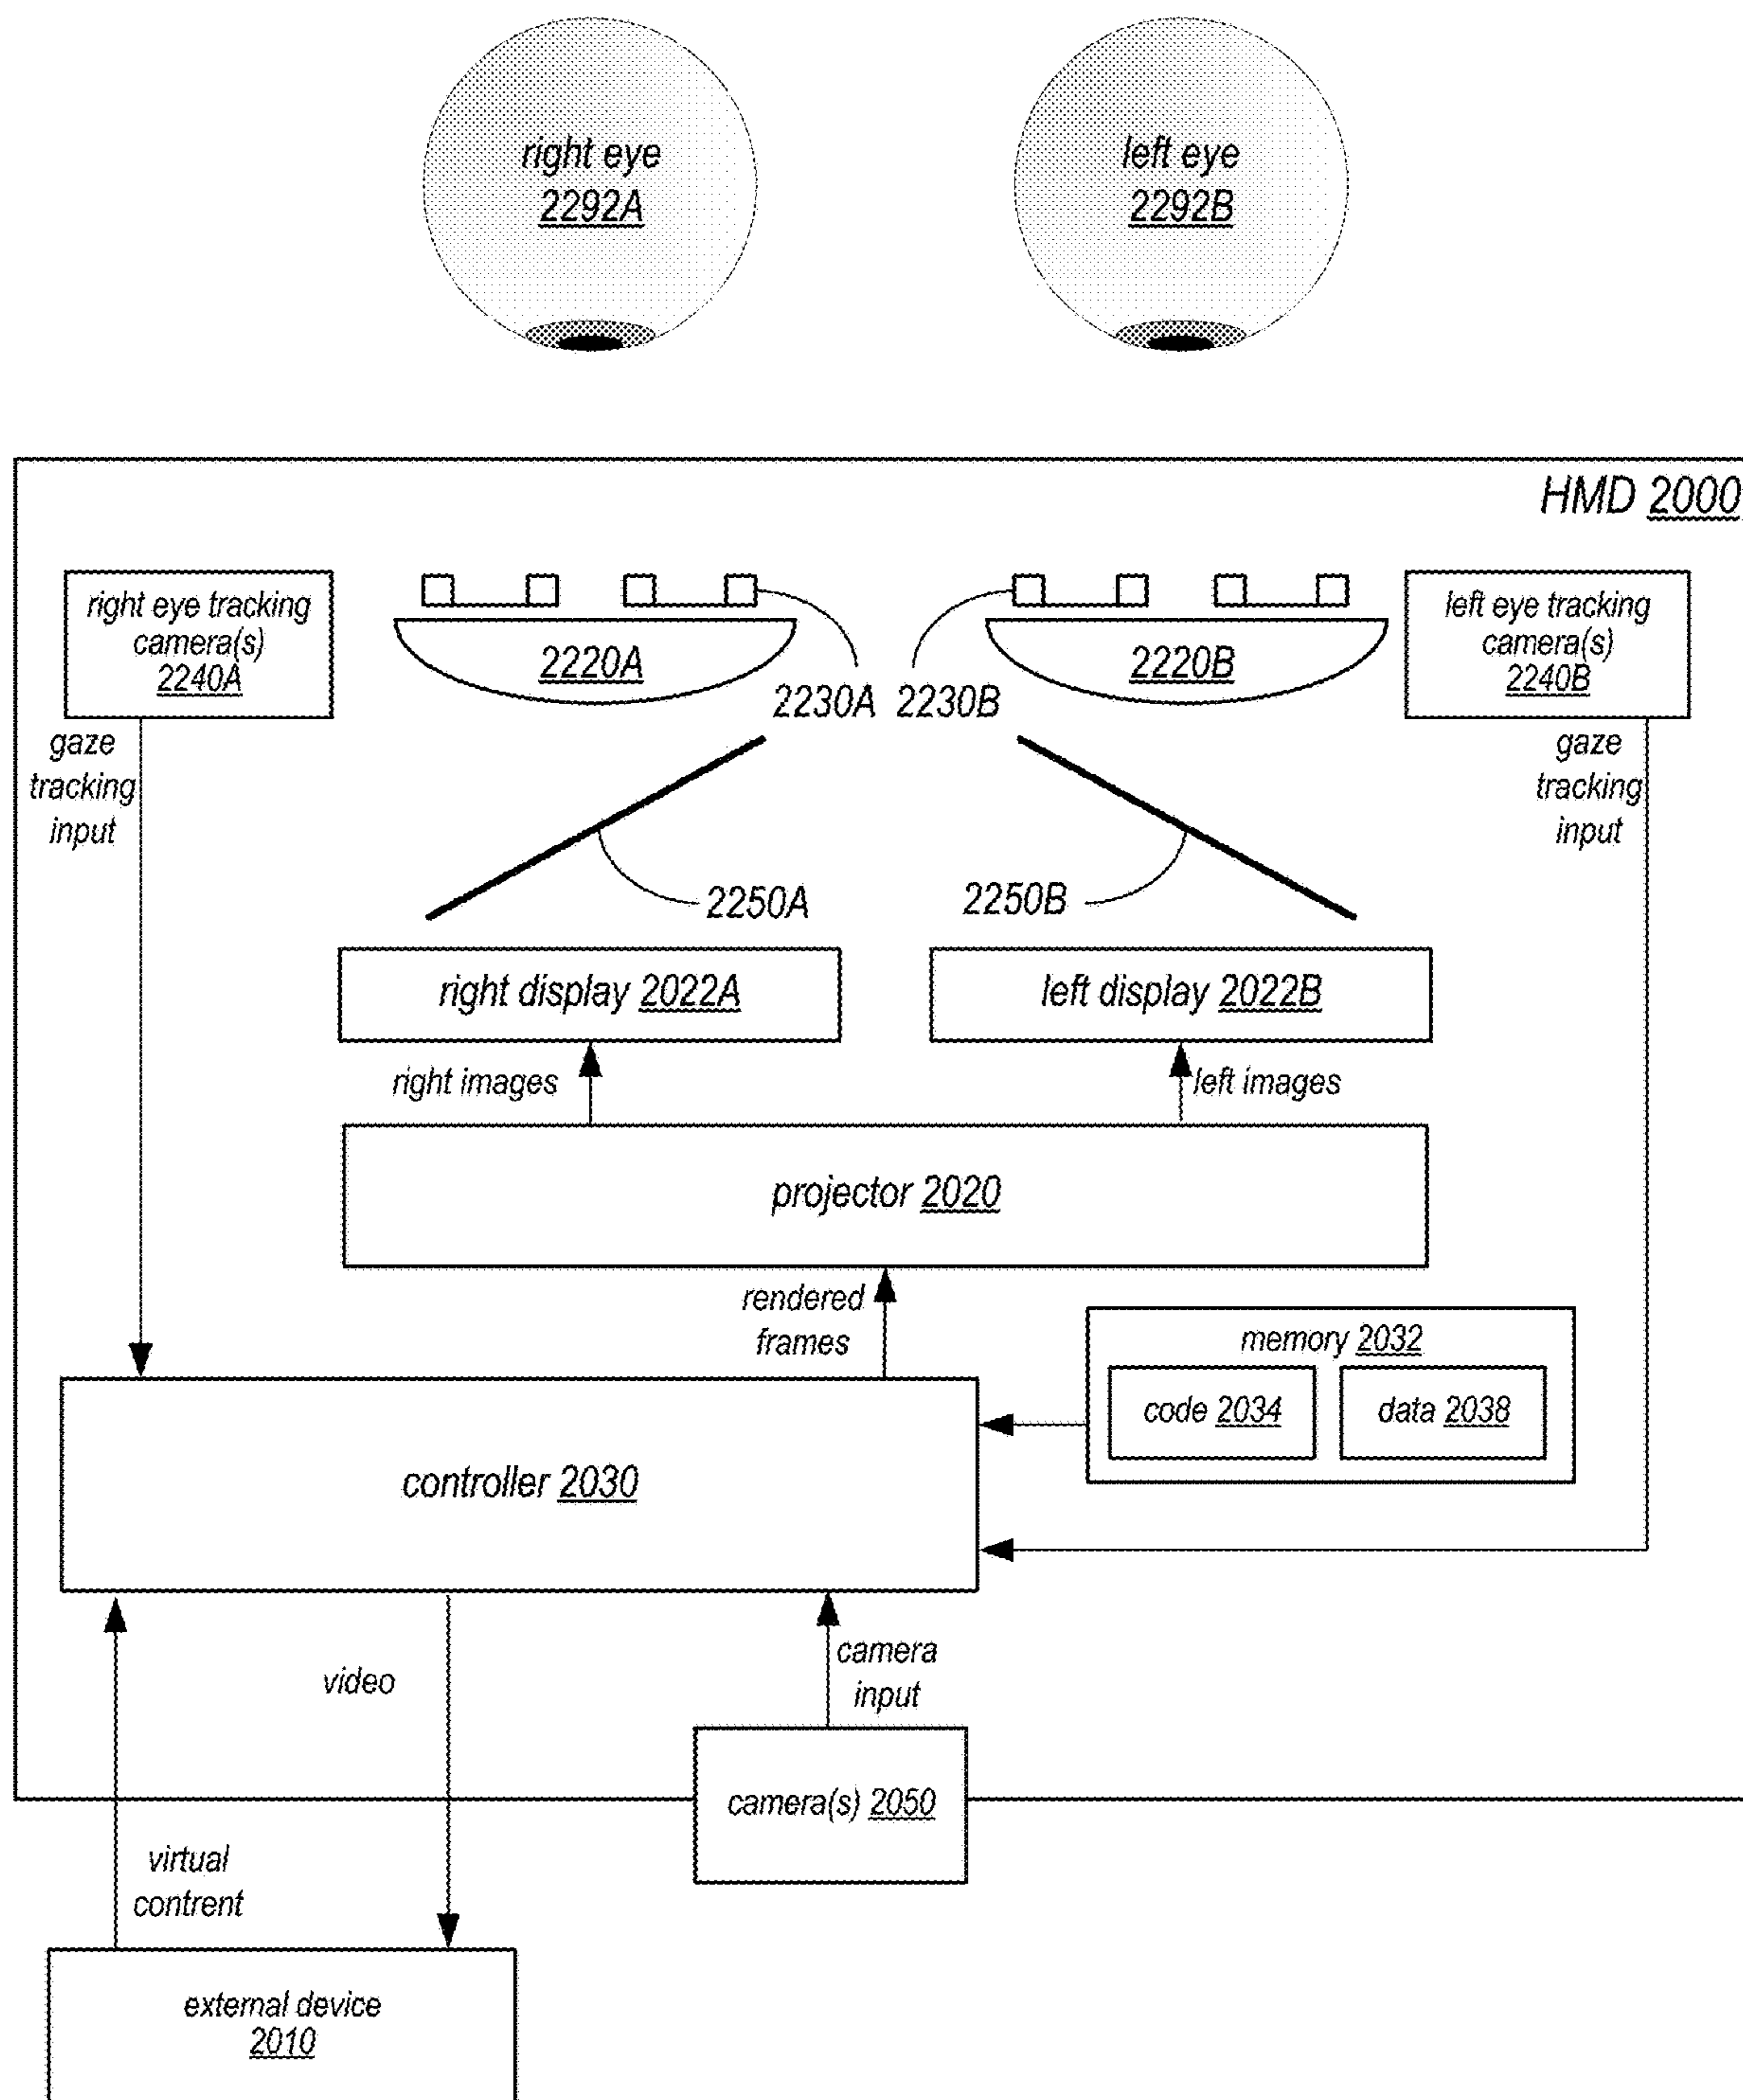 right eye
2292A
left eye
2292B
HMD 2000
right eye tracking
camera(s)
2240A
2220A
2230A
2230B
2220B
left eye tracking
camera(s)
2240B
gaze
tracking
input
gaze
tracking
input
2250A
2250B
right display 2022A
left display 2022B
right images
left images
projector 2020
rendered
frames
memory 2032
code 2034
data 2038
controller 2030
video
camera
input
camera(s) 2050
virtual
contrent
external device
2010